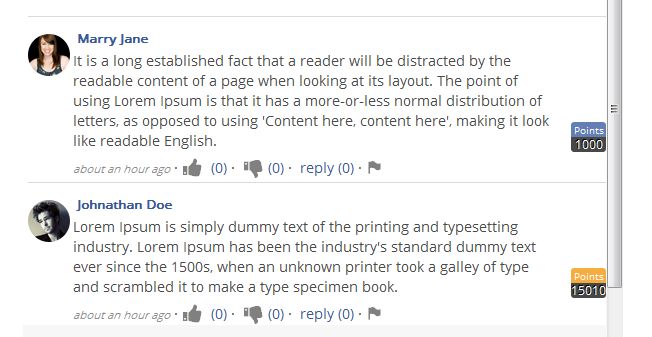 Marry Jane
It is a long established fact that a reader will be distracted by the
readable content of a page when looking at its layout. The point of
using Lorem Ipsum is that it has a more-or-less normal distribution of
letters, as opposed to using 'Content here, content here', making it look
like readable English.
Points
1000
about an hour ago · (0) · (0) · reply (0) ·
Johnathan Doe
Lorem Ipsum is simply dummy text of the printing and typesetting
industry. Lorem Ipsum has been the industry's standard dummy text
ever since the 1500s, when an unknown printer took a galley of type
and scrambled it to make a type specimen book.
Points
15010
about an hour ago · (0) · (0) · reply (0) ·